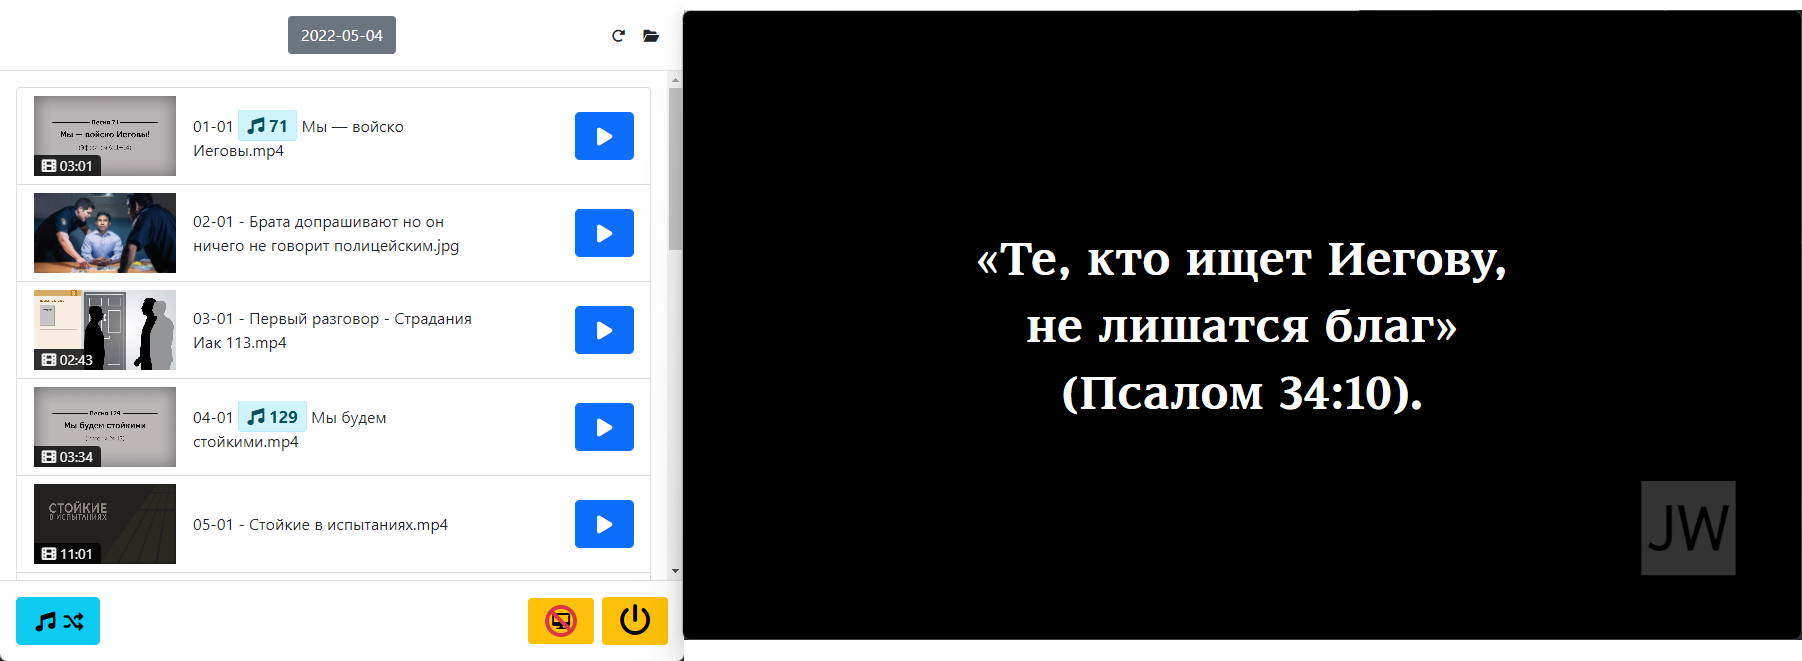 2022-05-04
Песня 71
Мы — войско Иеговы!
03:01
01-01 71 Мы — войско
Иеговы.mp4
02-01 - Брата допрашивают но он
ничего не говорит полицейским.jpg
02:43
03-01 - Первый разговор - Страдания
Иак 113.mp4
Песня 129
Мы будем стойкими
03:34
04-01 129 Мы будем
стойкими.mp4
СТОЙКИЕ
В ИСПЫТАНИЯХ
11:01
05-01 - Стойкие в испытаниях.mp4
«Те, кто ищет Иегову,
не лишатся благ»
(Псалом 34:10).
JW